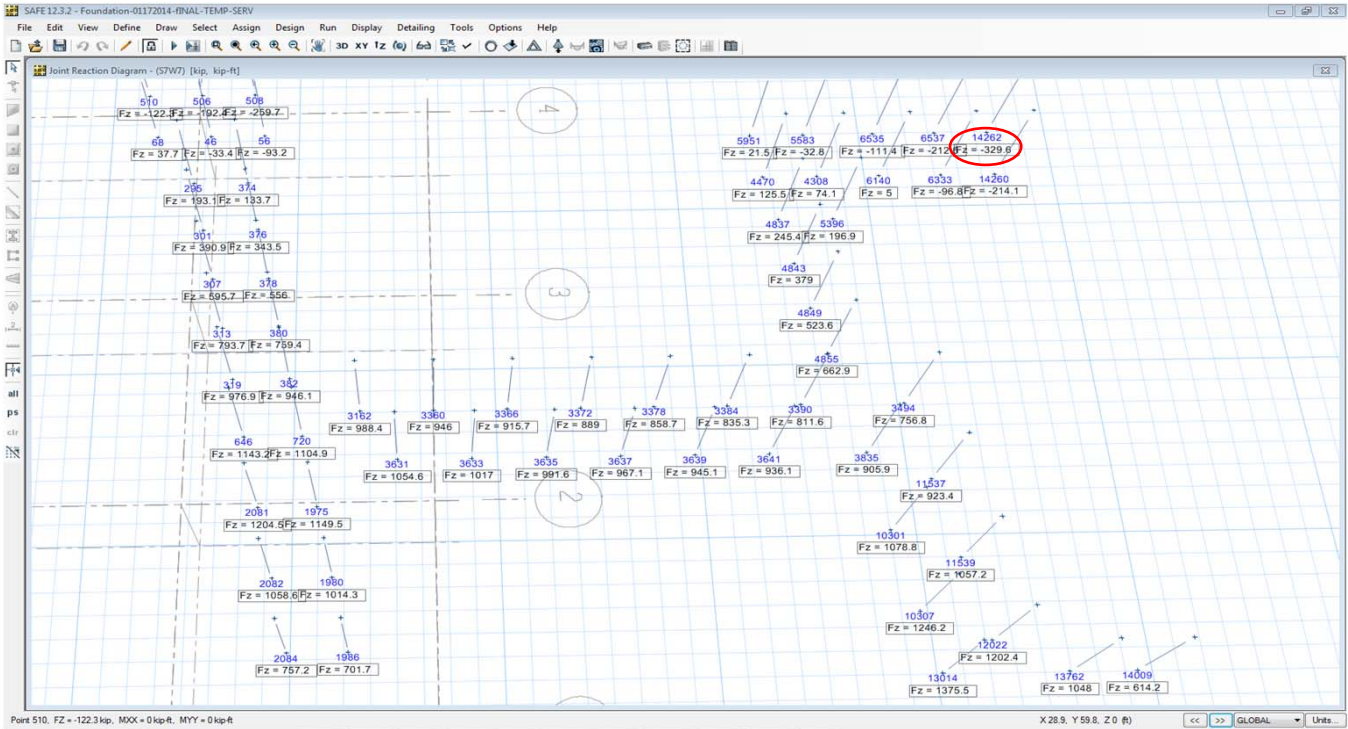 SAFE 12.3.2 - Foundation-01172014-fINAL-TEMP-SERV
File Edit View Define Draw Select Assign Design Run Display Detailing Tools Options Help
3D XY
Joint Reaction Diagram - (S7W7) [kip, kip-ft]
510 506 508
Fz = -122.3 Fz = -192.4 Fz = -259.7
4
68 46 56
Fz = 37.7 Fz = -33.4 Fz = -93.2
5951 5583 6535 6537 14262
Fz = 21.5 Fz = -32.8 Fz = -111.4 Fz = -212. Fz = -329.6
295 374
Fz = 193.1 Fz = 133.7
4470 4308 6140 6333 14260
Fz = 125.5 Fz = 74.1 Fz = 5 Fz = -96.8 Fz = -214.1
301 376
Fz = 390.9 Fz = 343.5
4837 5396
Fz = 245.4 Fz = 196.9
4843
Fz = 379
307 378
Fz = 595.7 Fz = 556
3
4849
Fz = 523.6
313 380
Fz = 793.7 Fz = 759.4
4855
Fz = 662.9
319 382
Fz = 976.9 Fz = 946.1
3162 3360 3366 3372 3378 3384 3390 3494
Fz = 988.4 Fz = 946 Fz = 915.7 Fz = 889 Fz = 858.7 Fz = 835.3 Fz = 811.6 Fz = 756.8
646 720
Fz = 1143.2 Fz = 1104.9
3631 3633 3635 3637 3639 3641 3835
Fz = 1054.6 Fz = 1017 Fz = 991.6 Fz = 967.1 Fz = 945.1 Fz = 936.1 Fz = 905.9
2
11537
Fz = 923.4
2081 1975
Fz = 1204.5 Fz = 1149.5
10301
Fz = 1078.8
11539
Fz = 1057.2
2082 1980
Fz = 1058.6 Fz = 1014.3
10307
Fz = 1246.2
12022
Fz = 1202.4
2084 1986
Fz = 757.2 Fz = 701.7
13014 13762 14009
Fz = 1375.5 Fz = 1048 Fz = 614.2
all
ps
clr
Point 510, FZ = -122.3 kip, MXX = 0 kip-ft, MYY = 0 kip-ft
X 28.9, Y 59.8, Z 0 (ft)
<< >> GLOBAL Units...